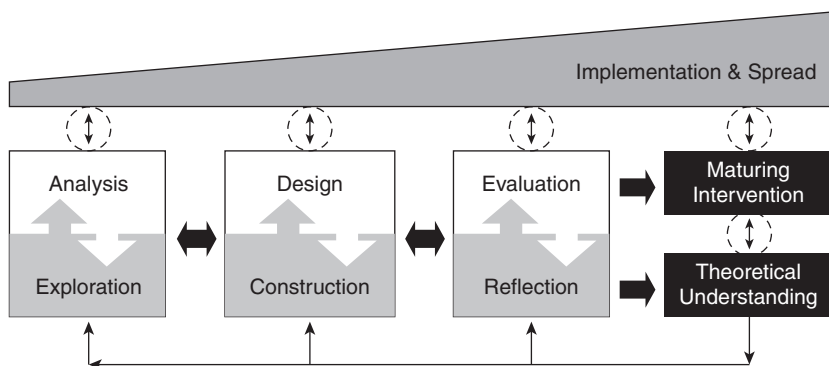 Implementation & Spread
Analysis
Exploration
Design
Construction
Evaluation
Reflection
Maturing
Intervention
Theoretical
Understanding